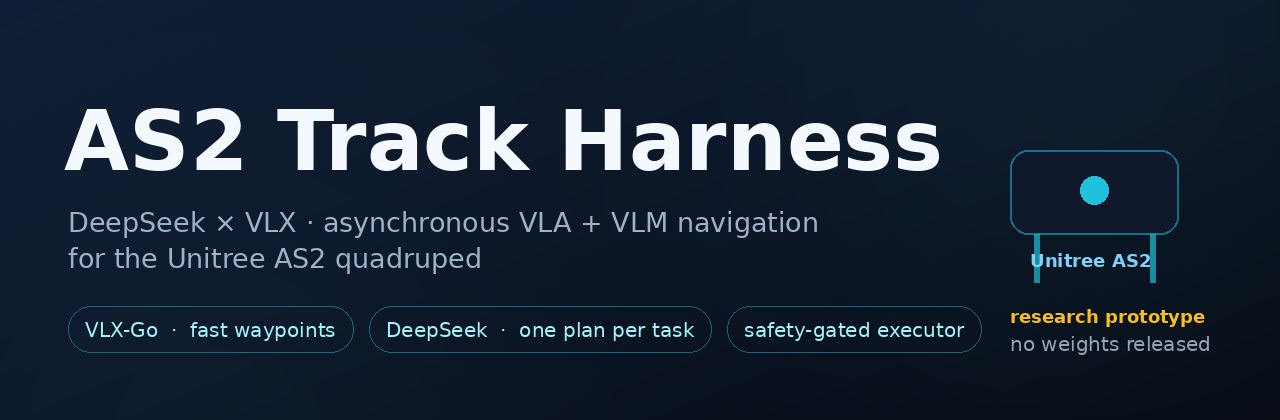 AS2 Track Harness
DeepSeek × VLX · asynchronous VLA + VLM navigation
for the Unitree AS2 quadruped
VLX-Go · fast waypoints
DeepSeek · one plan per task
safety-gated executor
Unitree AS2
research prototype
no weights released